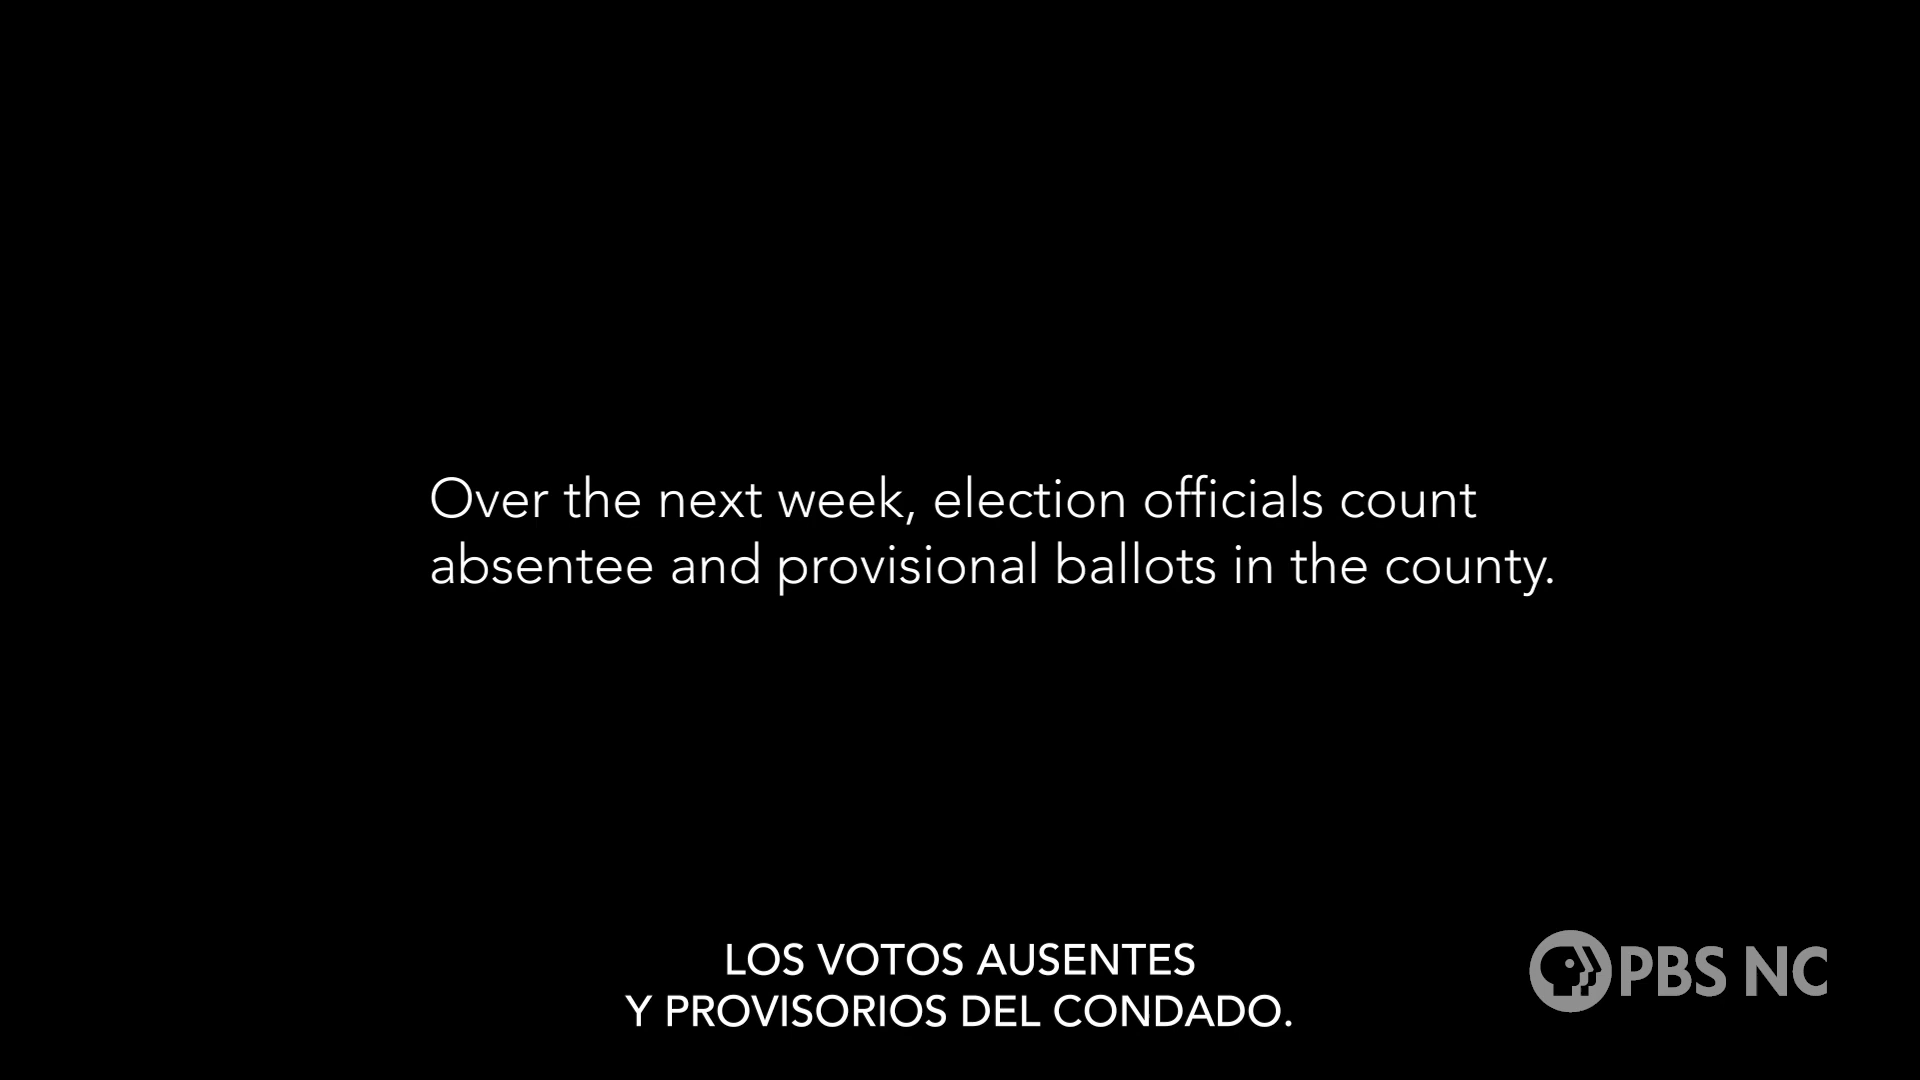 Over the next week, election officials count
absentee and provisional ballots in the county.
LOS VOTOS AUSENTES
Y PROVISORIOS DEL CONDADO.
PBS NC